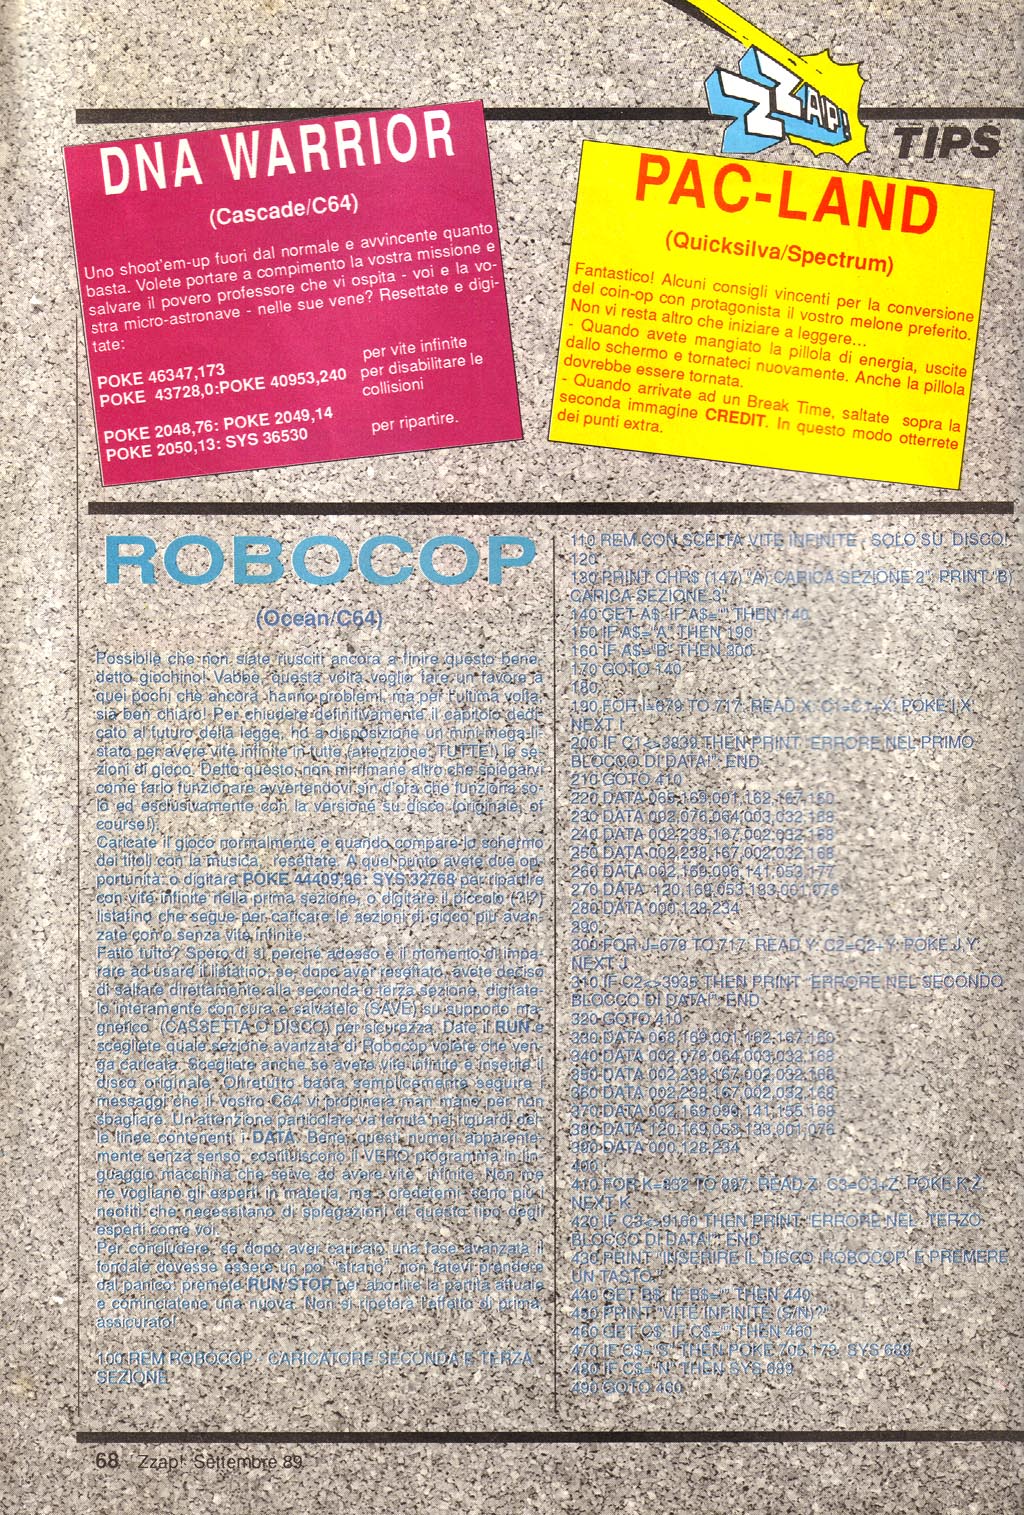 ZZAP!
TIPS
DNA WARRIOR
(Cascade/C64)
Uno shoot'em-up fuori dal normale e avvincente quanto
basta. Volete portare a compimento la vostra missione e
salvare il povero professore che vi ospita - voi e la vo-
stra micro-astronave - nelle sue vene? Resettate e digi-
tate:
POKE 46347,173 per vite infinite
POKE 43728,0:POKE 40953,240 per disabilitare le
collisioni
POKE 2048,76: POKE 2049,14
POKE 2050,13: SYS 36530 per ripartire.
PAC-LAND
(Quicksilva/Spectrum)
Fantastico! Alcuni consigli vincenti per la conversione
del coin-op con protagonista il vostro melone preferito.
Non vi resta altro che iniziare a leggere...
- Quando avete mangiato la pillola di energia, uscite
dallo schermo e tornateci nuovamente. Anche la pillola
dovrebbe essere tornata.
- Quando arrivate ad un Break Time, saltate sopra la
seconda immagine CREDIT. In questo modo otterrete
dei punti extra.
ROBOCOP
(Ocean/C64)
Possibile che non siate riusciti ancora a finire questo bene-
detto giochino! Vabbè, questa volta voglio fare un favore a
quei pochi che ancora hanno problemi, ma per l'ultima volta,
sia ben chiaro! Per chiudere definitivamente il capitolo dedi-
cato al futuro della legge, ho a disposizione un mini-mega-li-
stato per avere vite infinite in tutte (attenzione, TUTTE!) le se-
zioni di gioco. Detto questo, non mi rimane altro che spiegarvi
come farlo funzionare avvertendovi sin d'ora che funziona so-
lo ed esclusivamente con la versione su disco (originale, of
course!).
Caricate il gioco normalmente e quando compare lo schermo
dei titoli con la musica, resettate. A quel punto avete due op-
portunità: o digitare POKE 44409,96: SYS 32768 per ripartire
con vite infinite nella prima sezione, o digitare il piccolo (?!?)
listatino che segue per caricare le sezioni di gioco più avan-
zate con o senza vite infinite.
Fatto tutto? Spero di sì perché adesso è il momento di impa-
rare ad usare il listatino: se, dopo aver resettato, avete deciso
di saltare direttamente alla seconda o terza sezione, digitate-
lo interamente con cura e salvatelo (SAVE) su supporto ma-
gnetico (CASSETTA O DISCO) per sicurezza. Date il RUN e
scegliete quale sezione avanzata di Robocop volete che ven-
ga caricata. Scegliete anche se avere vite infinite e inserite il
disco originale. Oltretutto basta semplicemente seguire i
messaggi che il vostro C64 vi propinerà man mano per non
sbagliare. Un'attenzione particolare va tenuta nei riguardi del-
le linee contenenti i DATA. Bene, questi numeri apparente-
mente senza senso, costituiscono il VERO programma in lin-
guaggio macchina che serve ad avere vite infinite. Non me
ne vogliano gli esperti in materia, ma credetemi sono più i
neofiti che necessitano di spiegazioni di questo tipo degli
esperti come voi.
Per concludere, se dopo aver caricato una fase avanzata il
fondale dovesse essere un po' "strano", non fatevi prendere
dal panico: premete RUN/STOP per abortire la partita attuale
e cominciatene una nuova. Non si ripeterà l'effetto di prima,
assicurato!
100 REM ROBOCOP - CARICATORE SECONDA E TERZA
SEZIONE
110 REM CON SCELTA VITE INFINITE - SOLO SU DISCO!
120
130 PRINT CHR$ (147) "A) CARICA SEZIONE 2": PRINT "B)
CARICA SEZIONE 3"
140 GET A$: IF A$="" THEN 140
150 IF A$="A" THEN 190
160 IF A$="B" THEN 300
170 GOTO 140
180
190 FOR I=679 TO 717: READ X: C1=C1+X: POKE I,X:
NEXT I
200 IF C1<>3839 THEN PRINT "ERRORE NEL PRIMO
BLOCCO DI DATA!": END
210 GOTO 410
220 DATA 065,169,001,162,167,160
230 DATA 002,076,064,003,032,168
240 DATA 002,238,167,002,032,168
250 DATA 002,238,167,002,032,168
260 DATA 002,169,096,141,053,177
270 DATA 120,169,053,133,001,076
280 DATA 000,128,234
290
300 FOR J=679 TO 717: READ Y: C2=C2+Y: POKE J,Y:
NEXT J
310 IF C2<>3935 THEN PRINT "ERRORE NEL SECONDO
BLOCCO DI DATA!": END
320 GOTO 410
330 DATA 068,169,001,162,167,160
340 DATA 002,076,064,003,032,168
350 DATA 002,238,167,002,032,168
360 DATA 002,238,167,002,032,168
370 DATA 002,169,096,141,155,168
380 DATA 120,169,053,133,001,076
390 DATA 000,128,234
400
410 FOR K=832 TO 897: READ Z: C3=C3+Z: POKE K,Z:
NEXT K
420 IF C3<>9160 THEN PRINT "ERRORE NEL TERZO
BLOCCO DI DATA!": END
430 PRINT "INSERIRE IL DISCO 'ROBOCOP' E PREMERE
UN TASTO."
440 GET B$: IF B$="" THEN 440
450 PRINT "VITE INFINITE (S/N)?"
460 GET C$: IF C$="" THEN 460
470 IF C$="S" THEN POKE 705,173: SYS 689
480 IF C$="N" THEN SYS 689
490 GOTO 460
68 Zzap! Settembre 89